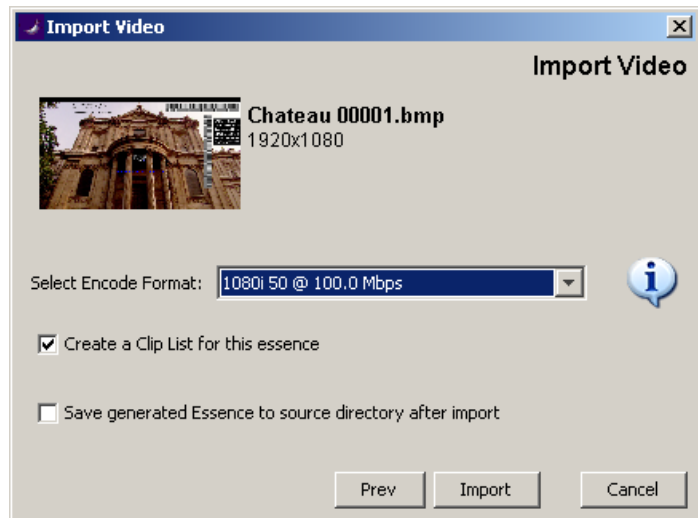 Import Video
Import Video
Chateau 00001.bmp
1920x1080
Select Encode Format: 1080i 50 @ 100.0 Mbps
Create a Clip List for this essence
Save generated Essence to source directory after import
Prev Import Cancel